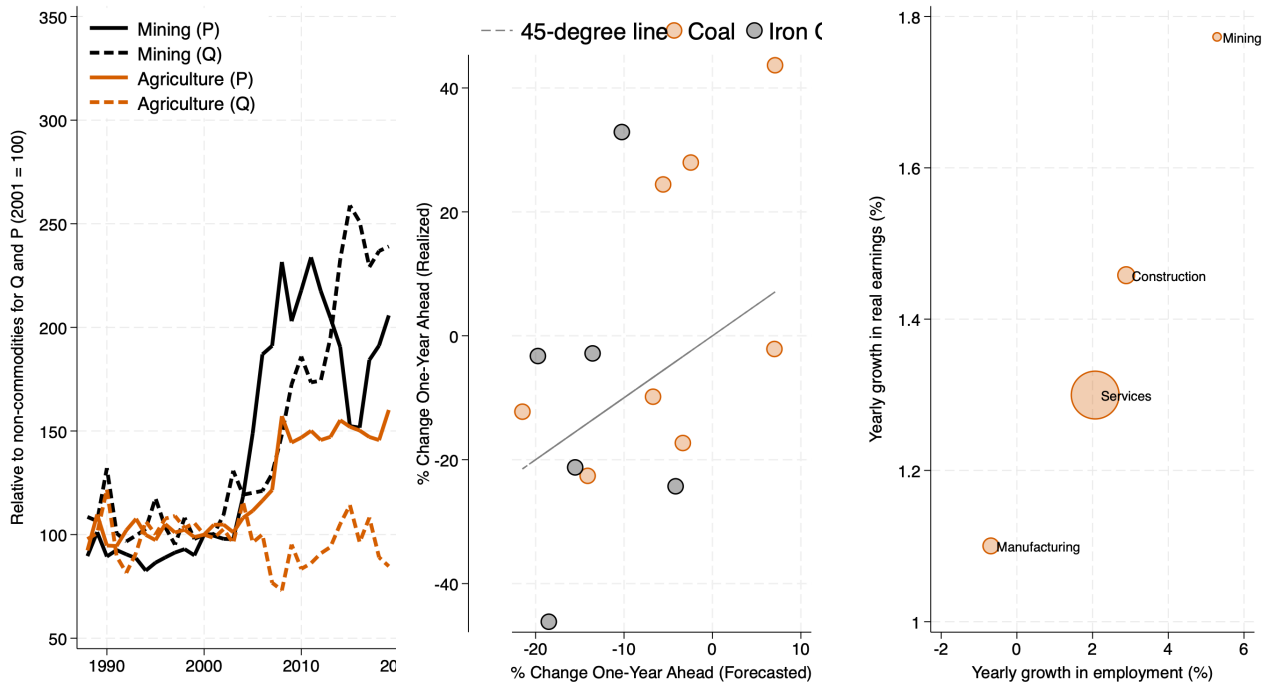 350
300
250
200
150
100
50
Relative to non-commodities for Q and P (2001 = 100)
Mining (P)
Mining (Q)
Agriculture (P)
Agriculture (Q)
1990
2000
2010
20
45-degree line
Coal
Iron
40
20
0
-20
-40
% Change One-Year Ahead (Realized)
-20
-10
0
10
% Change One-Year Ahead (Forecasted)
1.8
1.6
1.4
1.2
1
Yearly growth in real earnings (%)
Mining
Construction
Services
Manufacturing
-2
0
2
4
6
Yearly growth in employment (%)